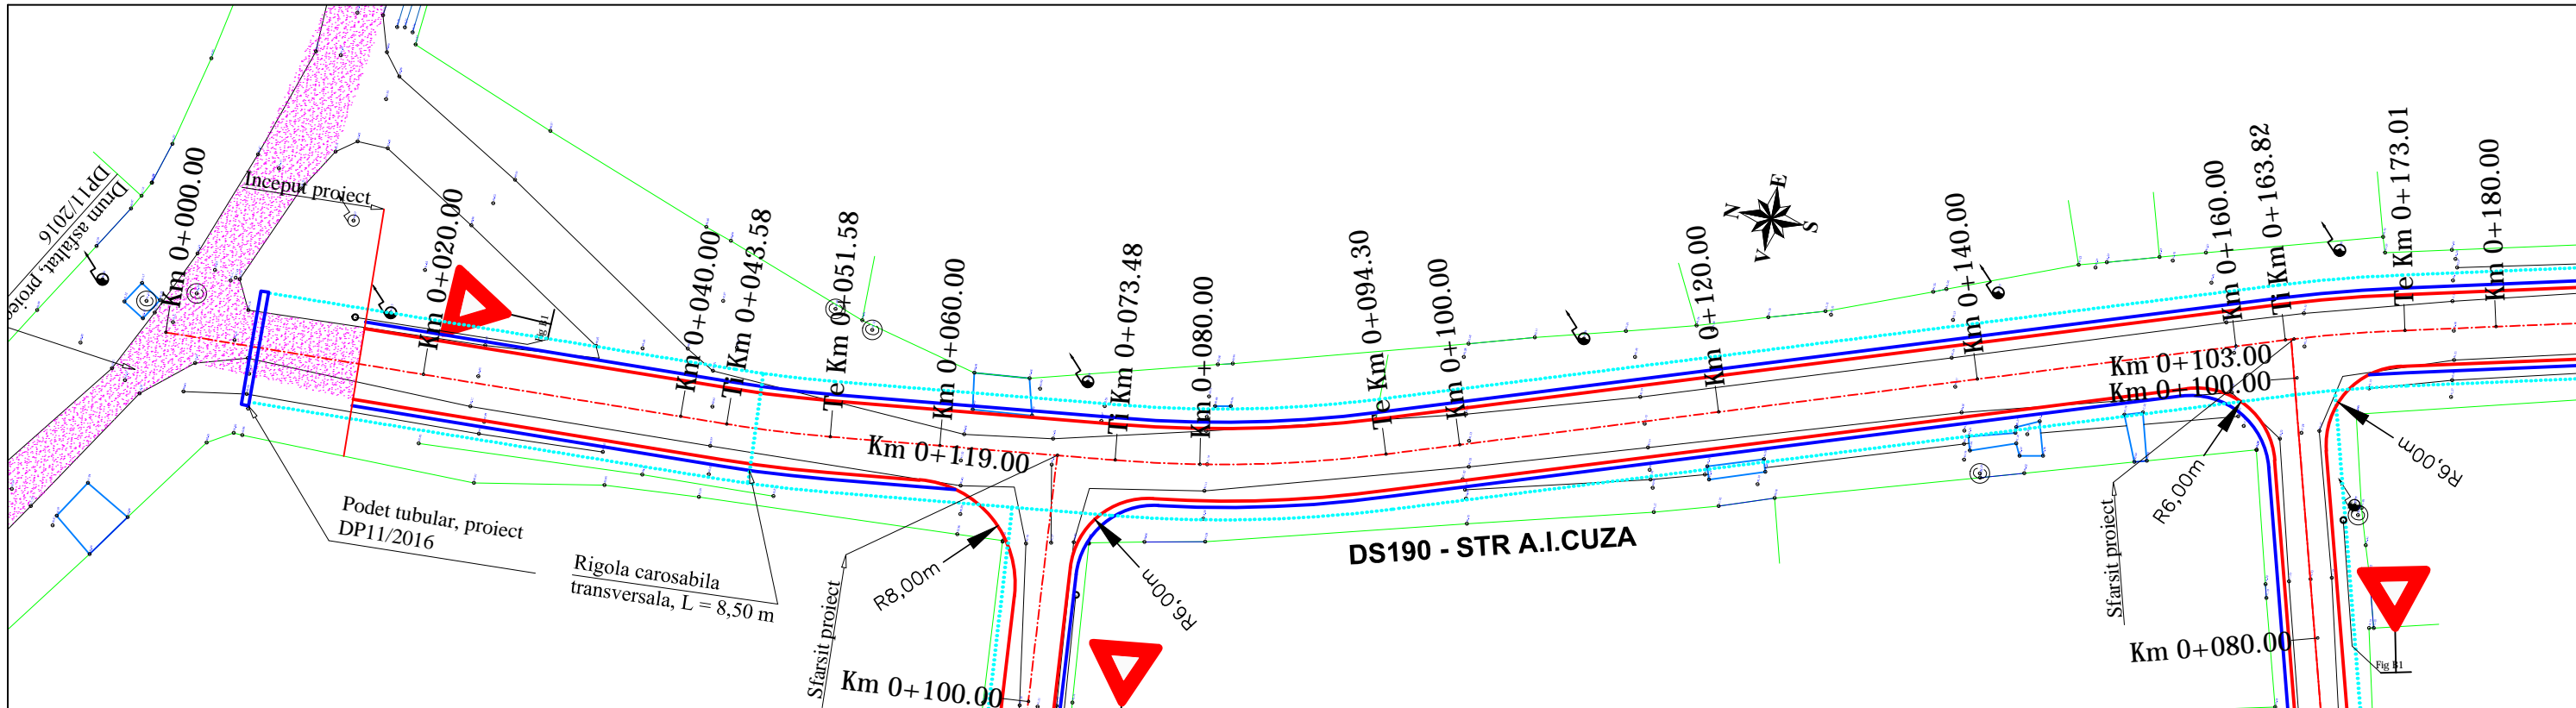 Drum asfaltat, proiec
DP11/2016
proiec
Km 0+000.00
Inceput proiect
Km 0+020.00
Fig B1
Km 0+040.00
Ti Km 0+043.58
Te Km 0+051.58
Km 0+060.00
Ti Km 0+073.48
Km 0+080.00
Te Km 0+094.30
Km 0+100.00
Km 0+120.00
N
E
S
V
Km 0+140.00
Km 0+160.00
Ti Km 0+163.82
Te Km 0+173.01
Km 0+180.00
Km 0+103.00
Km 0+100.00
Km 0+119.00
Podet tubular, proiect
DP11/2016
Rigola carosabila
transversala, L = 8,50 m
Sfarsit proiect
R8,00m
R6,00m
Km 0+100.00
DS190 - STR A.I.CUZA
Sfarsit proiect
R6,00m
R6,00m
Km 0+080.00
Fig B1